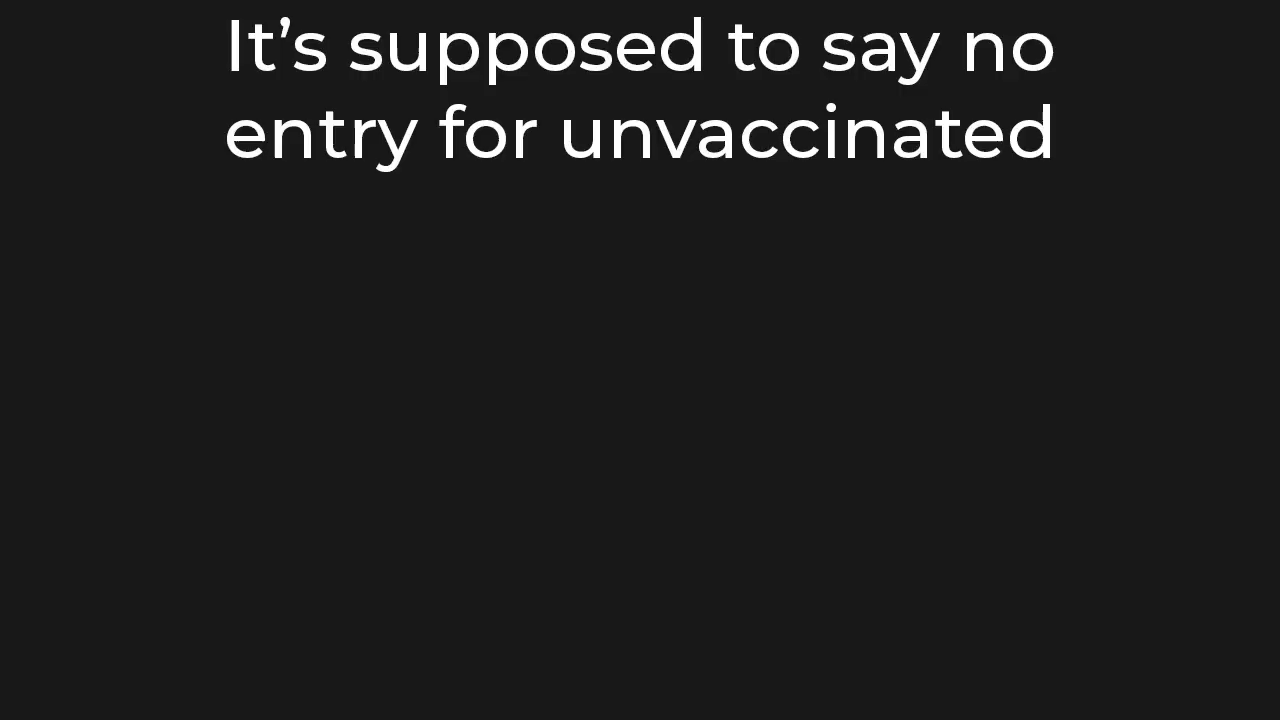 It’s supposed to say no
entry for unvaccinated